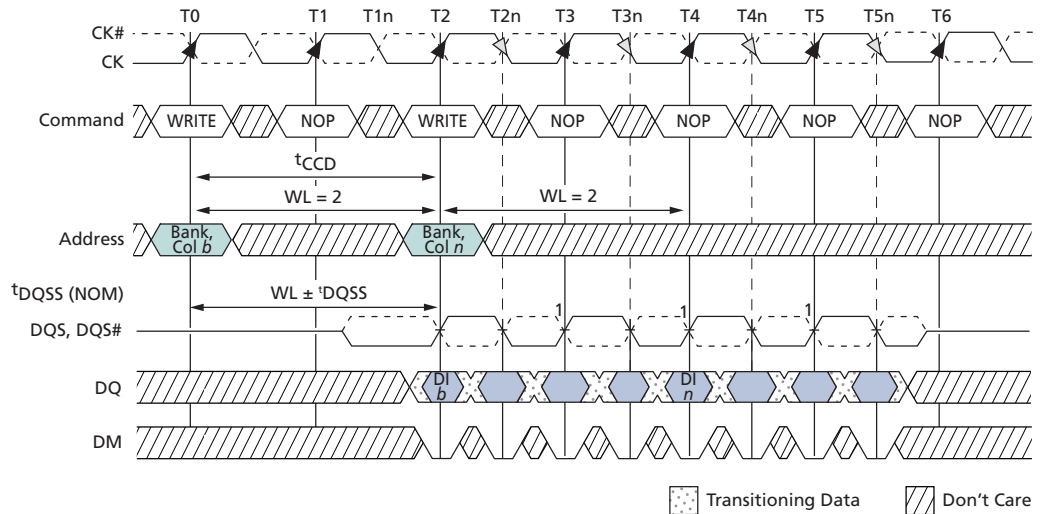 T0 T1 T1n T2 T2n T3 T3n T4 T4n T5 T5n T6
CK#
CK
Command WRITE NOP WRITE NOP NOP NOP NOP
tCCD
WL = 2 WL = 2
Address Bank, Col b Bank, Col n
tDQSS (NOM) WL ± tDQSS
DQS, DQS# 1 1 1
DQ DI b DI n
DM
Transitioning Data Don't Care